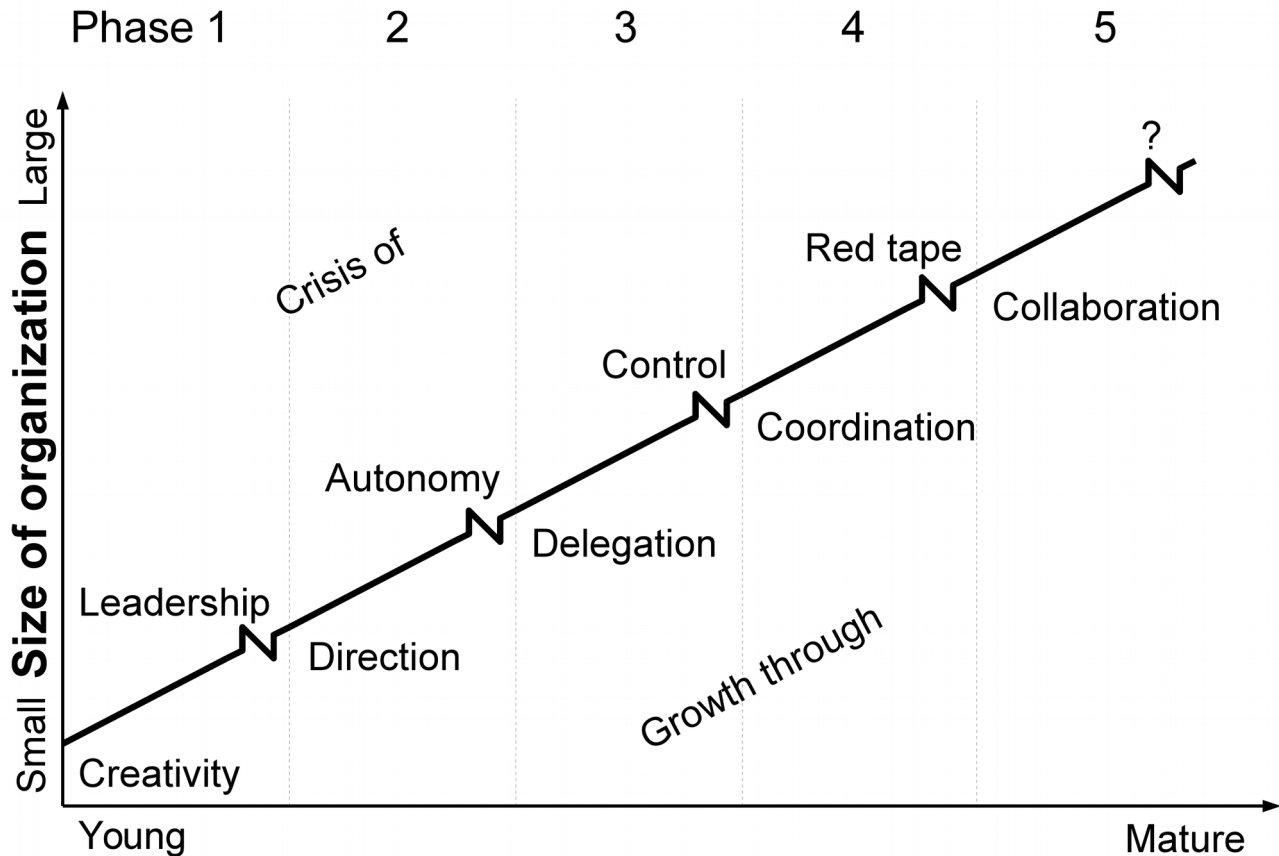 Phase 1 2 3 4 5
Large
Size of organization
Small
?
Crisis of
Red tape
Collaboration
Control
Coordination
Autonomy
Delegation
Leadership
Direction
Growth through
Creativity
Young Mature